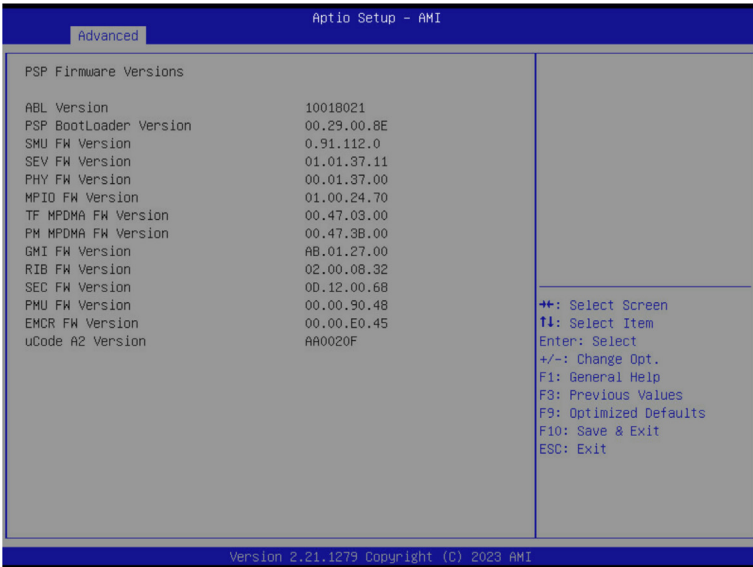 Aptio Setup – AMI
Advanced
PSP Firmware Versions
ABL Version 10018021
PSP BootLoader Version 00.29.00.8E
SMU FW Version 0.91.112.0
SEV FW Version 01.01.37.11
PHY FW Version 00.01.37.00
MPIO FW Version 01.00.24.70
TF MPDMA FW Version 00.47.03.00
PM MPDMA FW Version 00.47.3B.00
GMI FW Version AB.01.27.00
RIB FW Version 02.00.08.32
SEC FW Version 0D.12.00.68
PMU FW Version 00.00.90.48
EMCR FW Version 00.00.E0.45
uCode A2 Version AA0020F
→←: Select Screen
↑↓: Select Item
Enter: Select
+/-: Change Opt.
F1: General Help
F3: Previous Values
F9: Optimized Defaults
F10: Save & Exit
ESC: Exit
Version 2.21.1279 Copyright (C) 2023 AMI